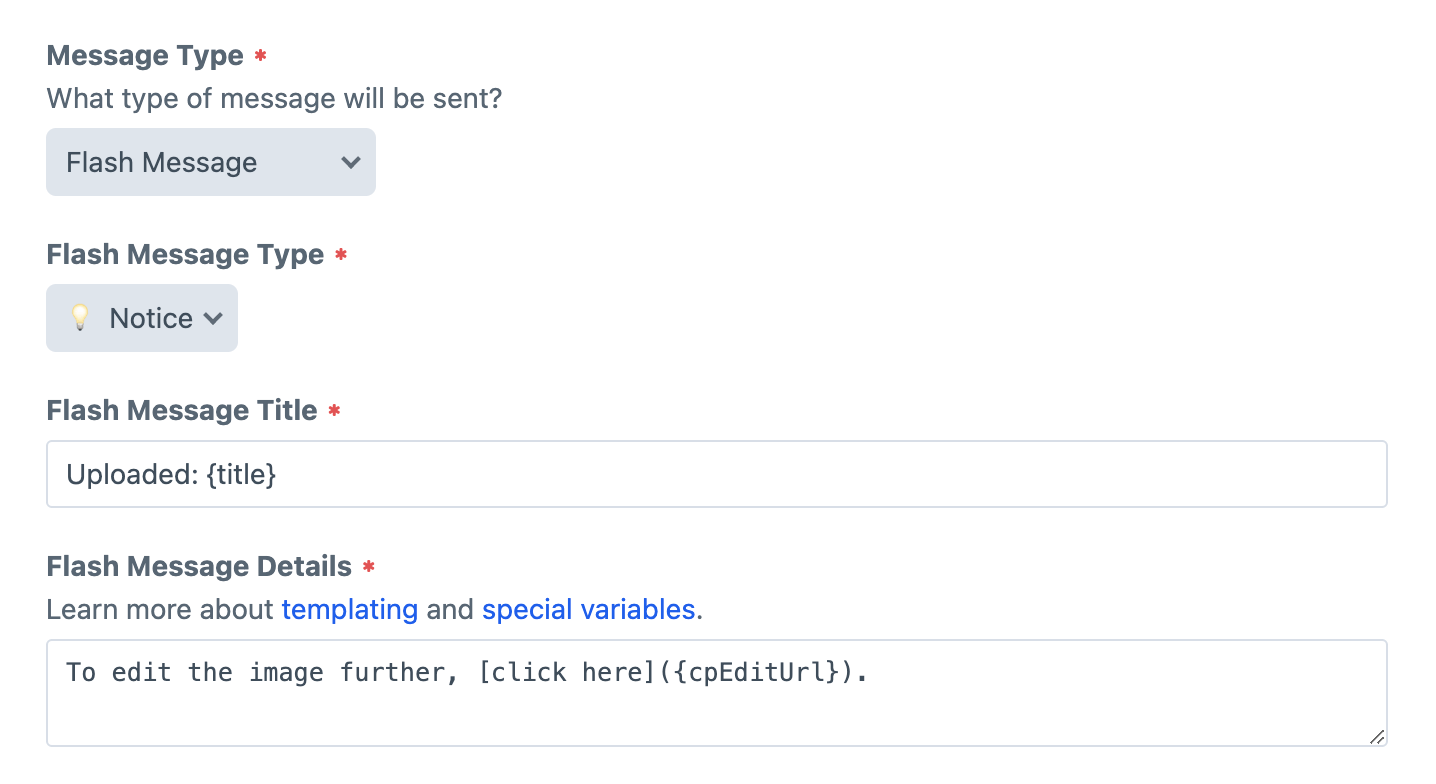 Message Type *
What type of message will be sent?
Flash Message
Flash Message Type *
💡 Notice
Flash Message Title *
Uploaded: {title}
Flash Message Details *
Learn more about templating and special variables.
To edit the image further, [click here]({cpEditUrl}).